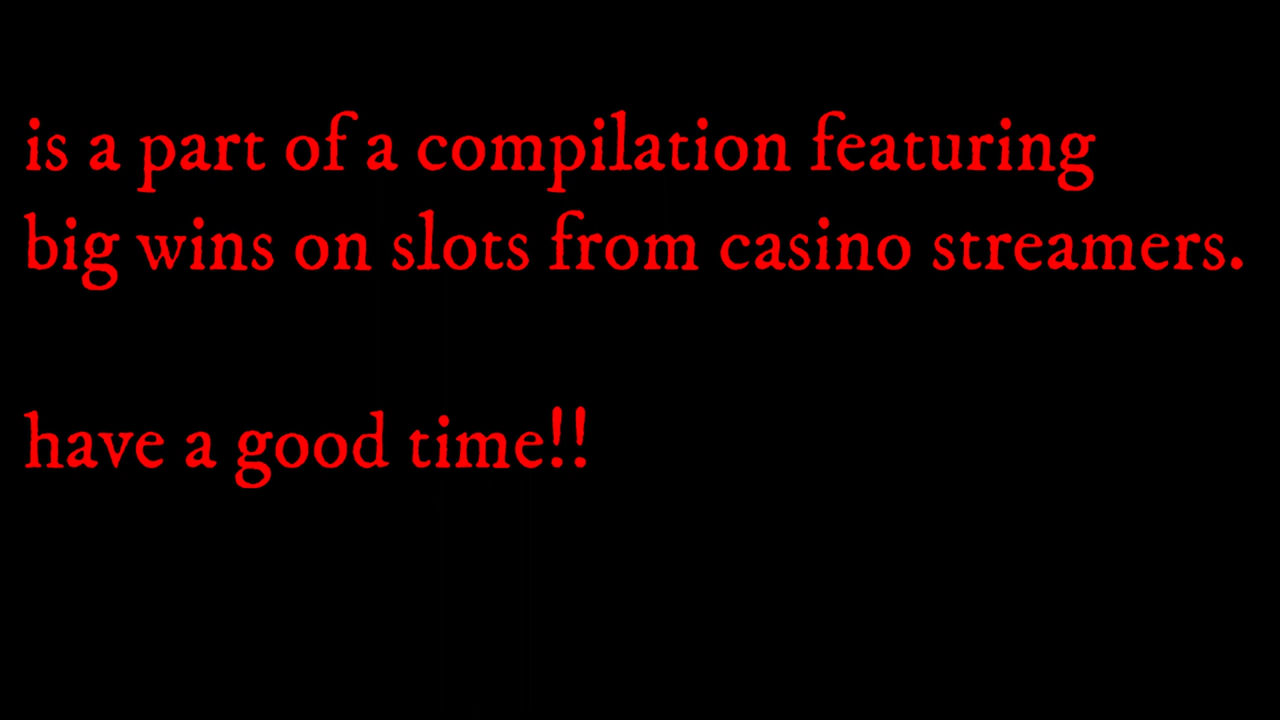 is a part of a compilation featuring
big wins on slots from casino streamers.
have a good time!!